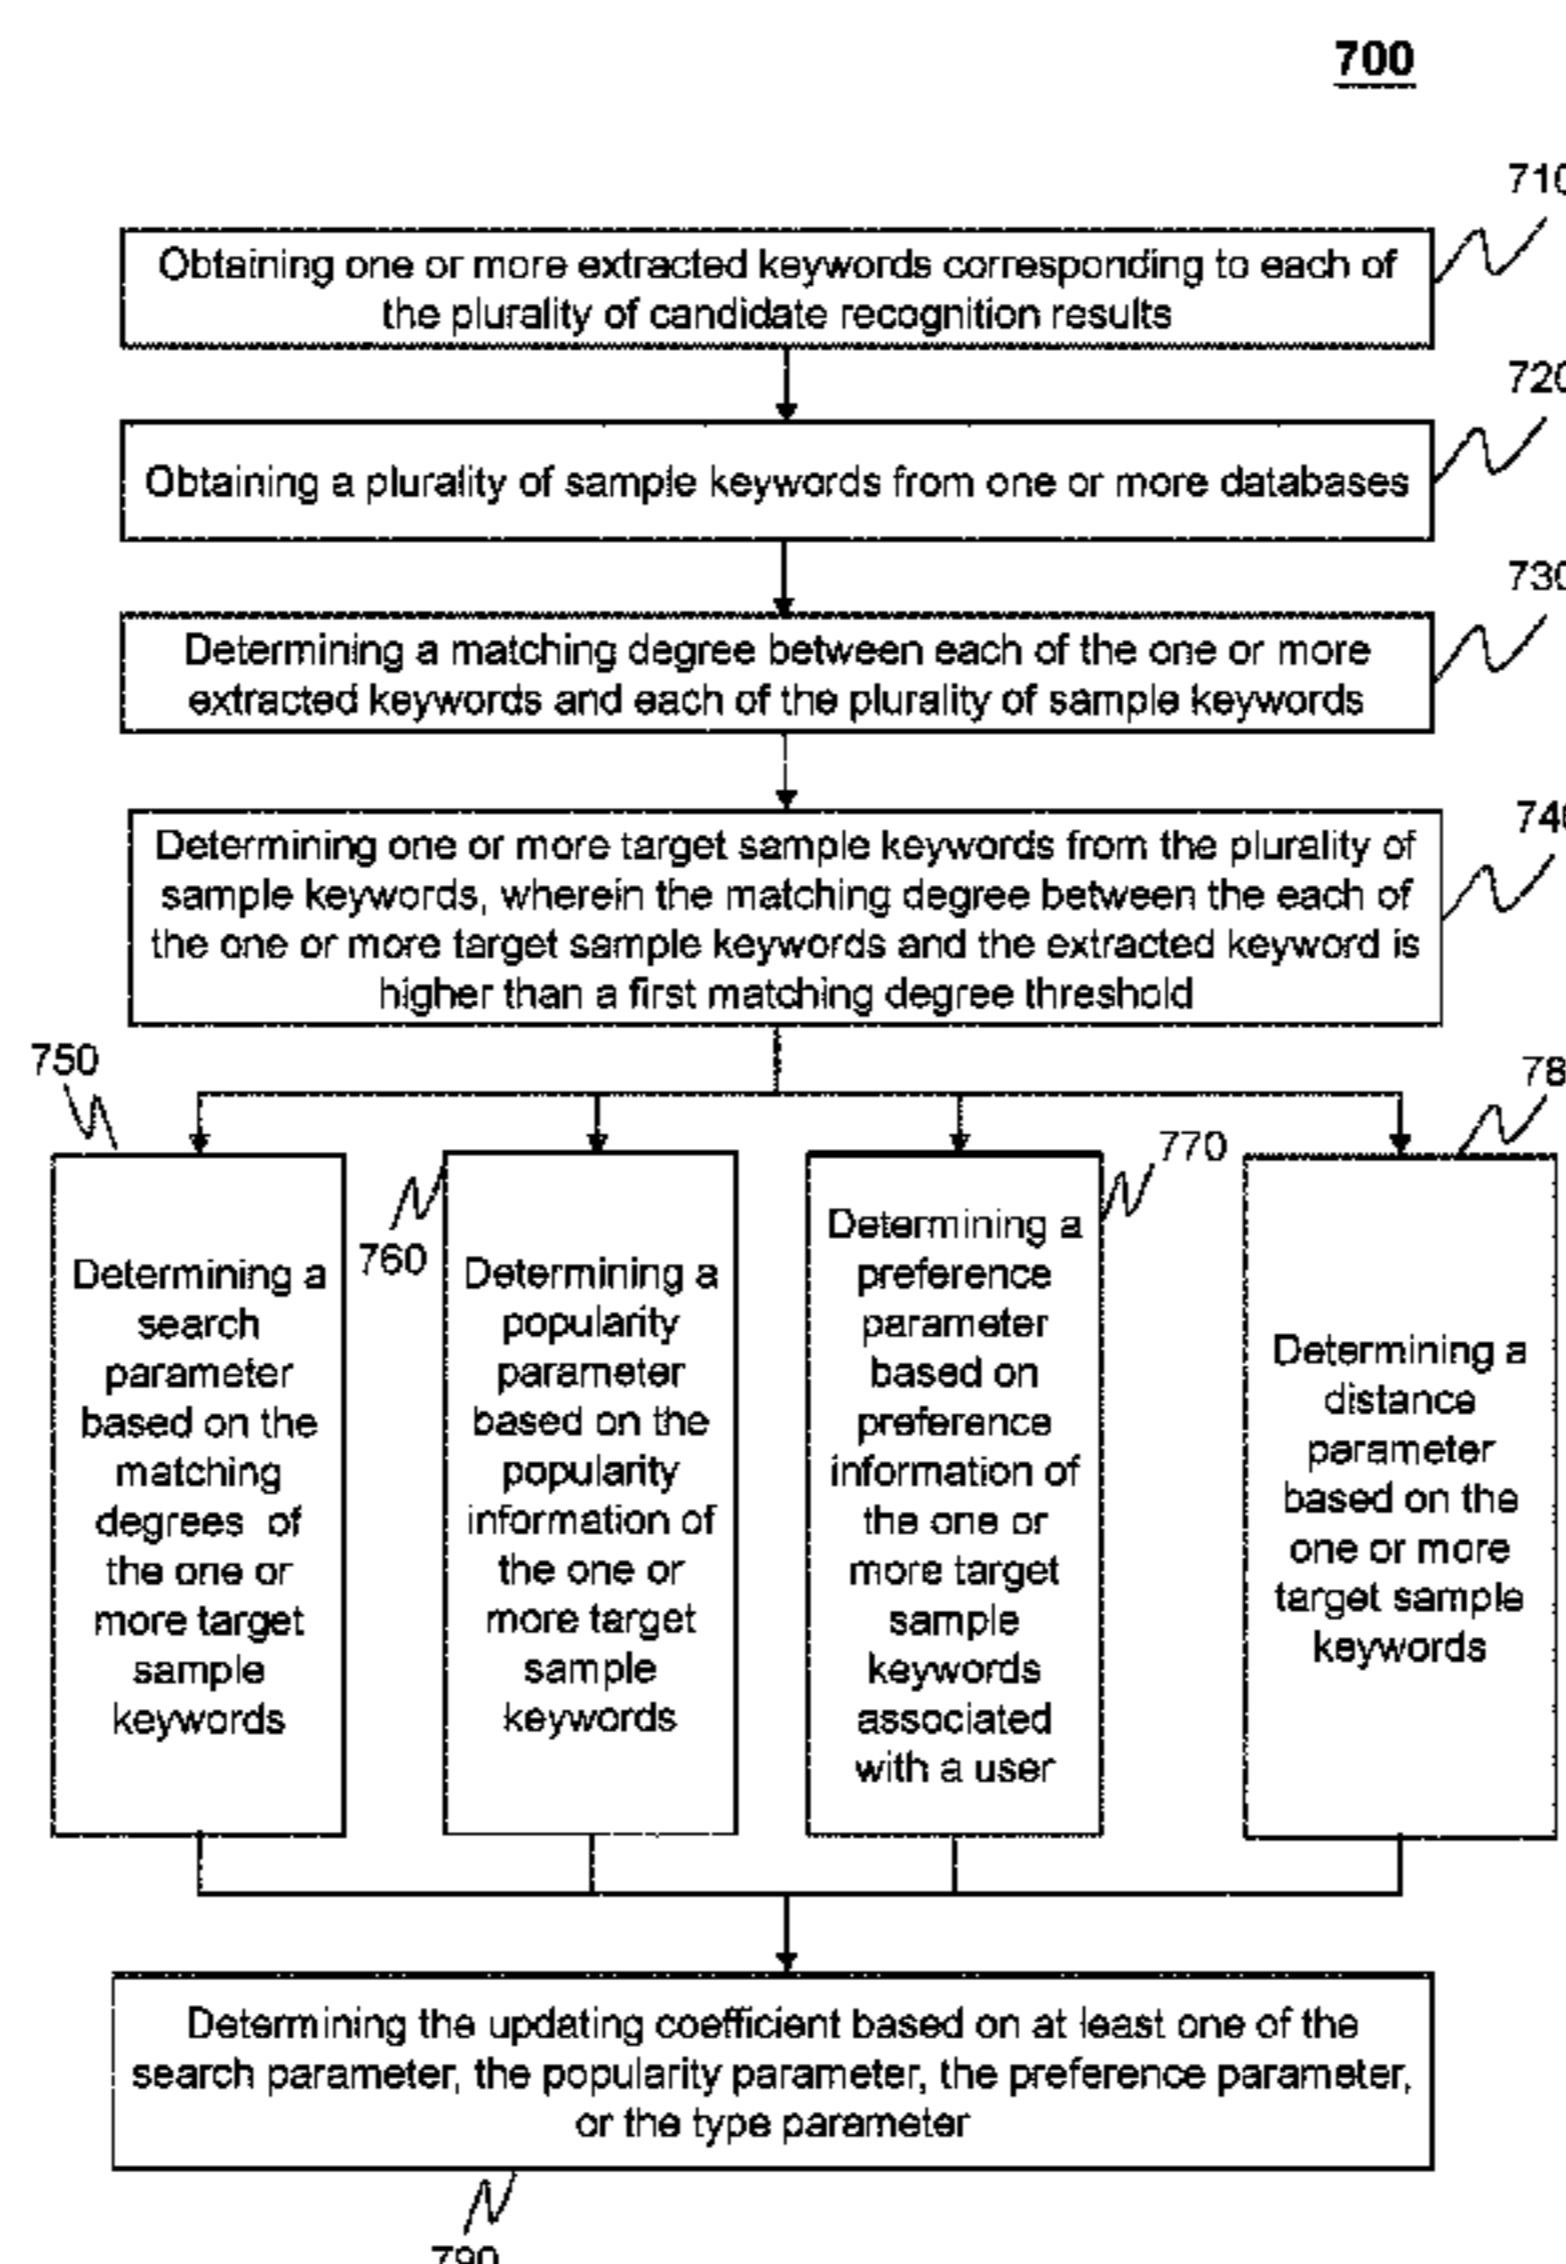 700
710
Obtaining one or more extracted keywords corresponding to each of
the plurality of candidate recognition results
720
Obtaining a plurality of sample keywords from one or more databases
730
Determining a matching degree between each of the one or more
extracted keywords and each of the plurality of sample keywords
740
Determining one or more target sample keywords from the plurality of
sample keywords, wherein the matching degree between the each of
the one or more target sample keywords and the extracted keyword is
higher than a first matching degree threshold
750
Determining a
search
parameter
based on the
matching
degrees of
the one or
more target
sample
keywords
760
Determining a
popularity
parameter
based on the
popularity
information of
the one or
more target
sample
keywords
770
Determining a
preference
parameter
based on
preference
information of
the one or
more target
sample
keywords
associated
with a user
78
Determining a
distance
parameter
based on the
one or more
target sample
keywords
Determining the updating coefficient based on at least one of the
search parameter, the popularity parameter, the preference parameter,
or the type parameter
790